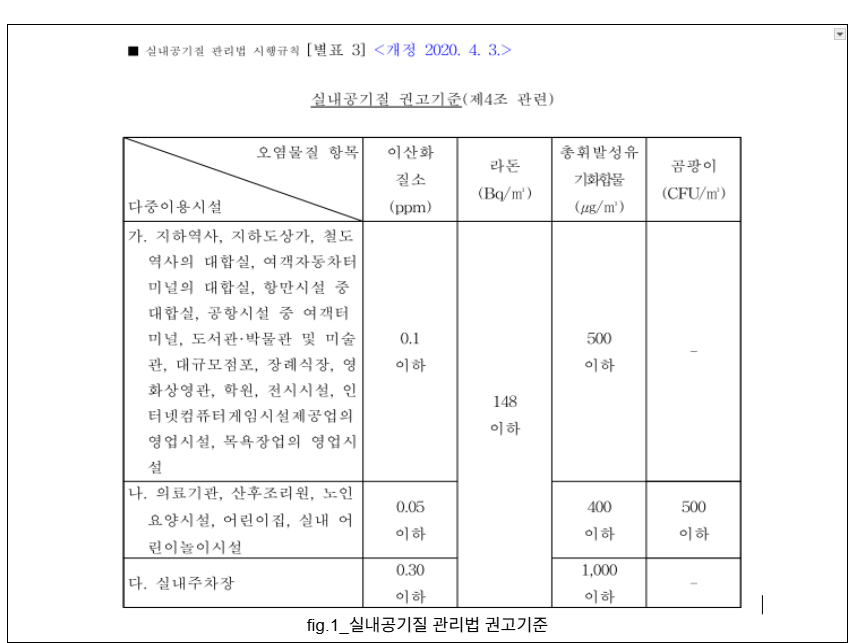 ■ 실내공기질 관리법 시행규칙 [별표 3] <개정 2020. 4. 3.>
실내공기질 권고기준(제4조 관련)
오염물질 항목
다중이용시설
이산화
질소
(ppm)
라돈
(Bq/㎥)
총휘발성유
기화합물
(㎍/㎥)
곰팡이
(CFU/㎥)
가. 지하역사, 지하도상가, 철도
역사의 대합실, 여객자동차터
미널의 대합실, 항만시설 중
대합실, 공항시설 중 여객터
미널, 도서관·박물관 및 미술
관, 대규모점포, 장례식장, 영
화상영관, 학원, 전시시설, 인
터넷컴퓨터게임시설제공업의
영업시설, 목욕장업의 영업시
설
0.1
이하
148
이하
500
이하
－
나. 의료기관, 산후조리원, 노인
요양시설, 어린이집, 실내 어
린이놀이시설
0.05
이하
400
이하
500
이하
다. 실내주차장
0.30
이하
1,000
이하
－
fig.1_실내공기질 관리법 권고기준